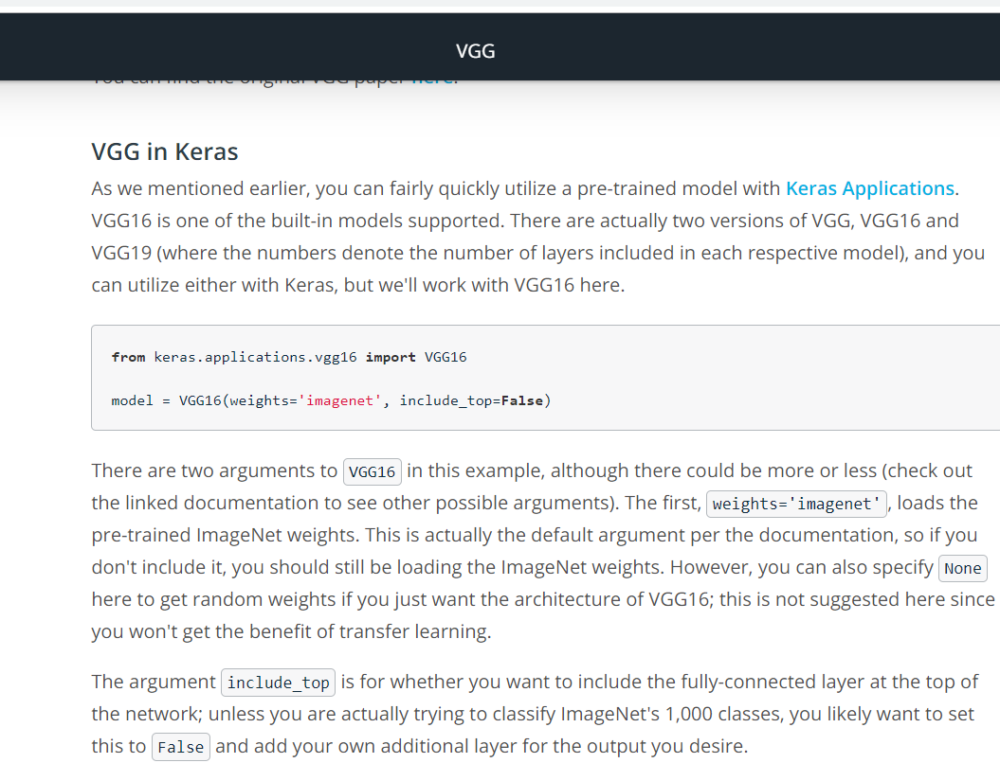 VGG
You can find the original VGG paper here.
VGG in Keras
As we mentioned earlier, you can fairly quickly utilize a pre-trained model with Keras Applications.
VGG16 is one of the built-in models supported. There are actually two versions of VGG, VGG16 and
VGG19 (where the numbers denote the number of layers included in each respective model), and you
can utilize either with Keras, but we'll work with VGG16 here.
from keras.applications.vgg16 import VGG16
model = VGG16(weights='imagenet', include_top=False)
There are two arguments to VGG16 in this example, although there could be more or less (check out
the linked documentation to see other possible arguments). The first, weights='imagenet', loads the
pre-trained ImageNet weights. This is actually the default argument per the documentation, so if you
don't include it, you should still be loading the ImageNet weights. However, you can also specify None
here to get random weights if you just want the architecture of VGG16; this is not suggested here since
you won't get the benefit of transfer learning.
The argument include_top is for whether you want to include the fully-connected layer at the top of
the network; unless you are actually trying to classify ImageNet's 1,000 classes, you likely want to set
this to False and add your own additional layer for the output you desire.